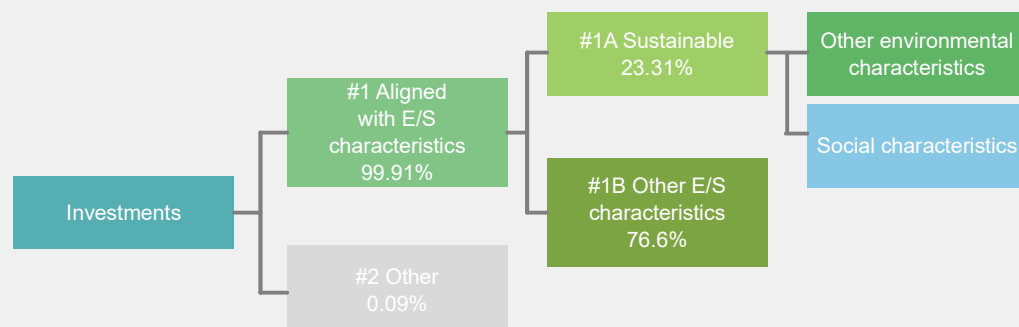 Investments
#1 Aligned
with E/S
characteristics
99.91%
#2 Other
0.09%
#1A Sustainable
23.31%
#1B Other E/S
characteristics
76.6%
Other environmental
characteristics
Social characteristics